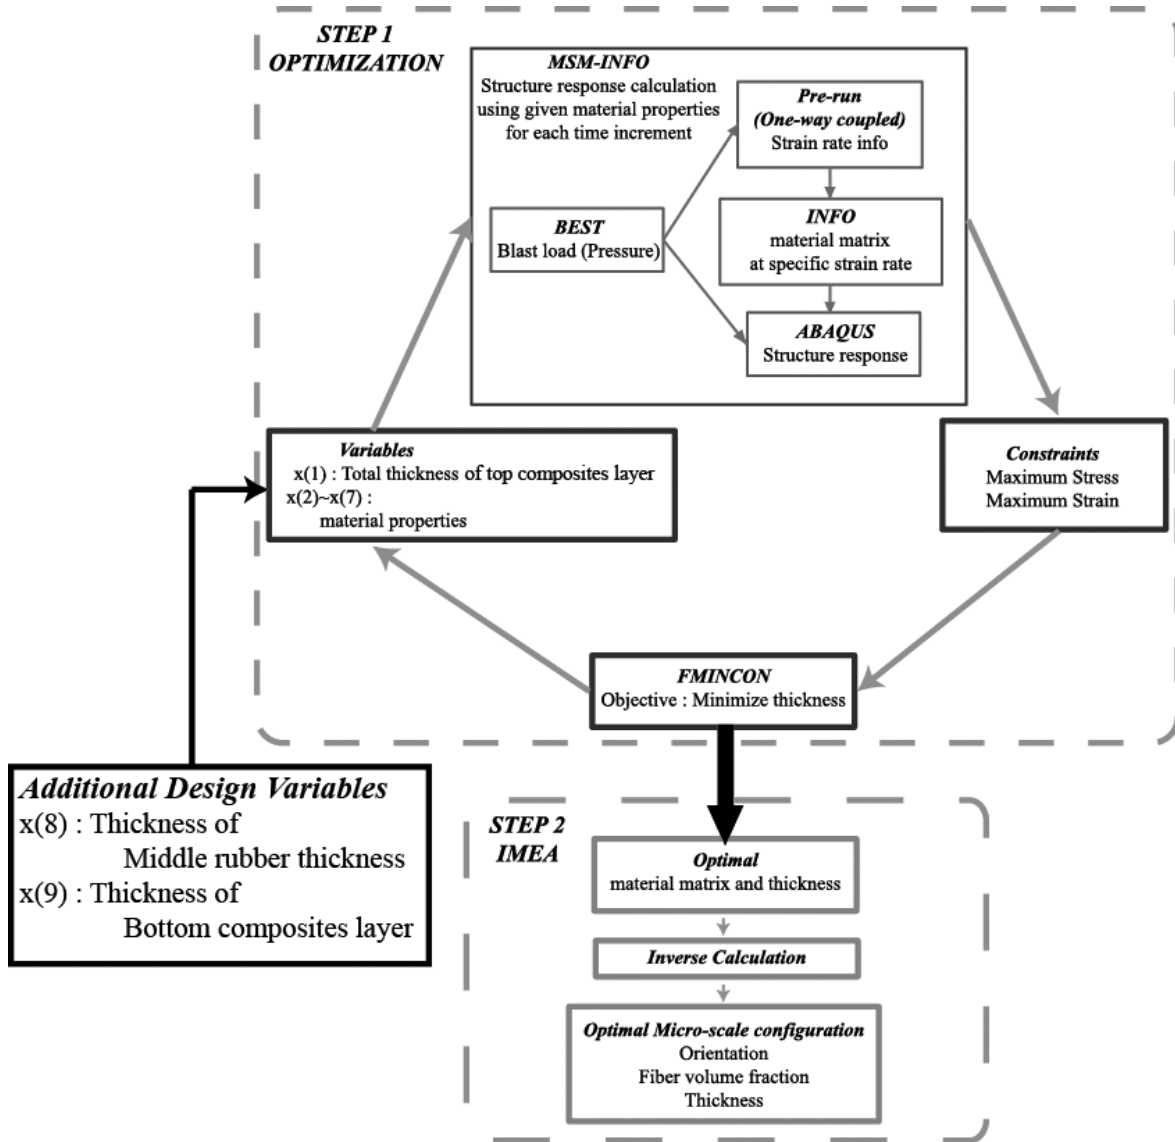 STEP 1
OPTIMIZATION
MSM-INFO
Structure response calculation
using given material properties
for each time increment
Pre-run
(One-way coupled)
Strain rate info
BEST
Blast load (Pressure)
INFO
material matrix
at specific strain rate
ABAQUS
Structure response
Variables
x(1) : Total thickness of top composites layer
x(2)~x(7) :
material properties
Constraints
Maximum Stress
Maximum Strain
FMINCON
Objective : Minimize thickness
Additional Design Variables
x(8) : Thickness of
Middle rubber thickness
x(9) : Thickness of
Bottom composites layer
STEP 2
IMEA
Optimal
material matrix and thickness
Inverse Calculation
Optimal Micro-scale configuration
Orientation
Fiber volume fraction
Thickness